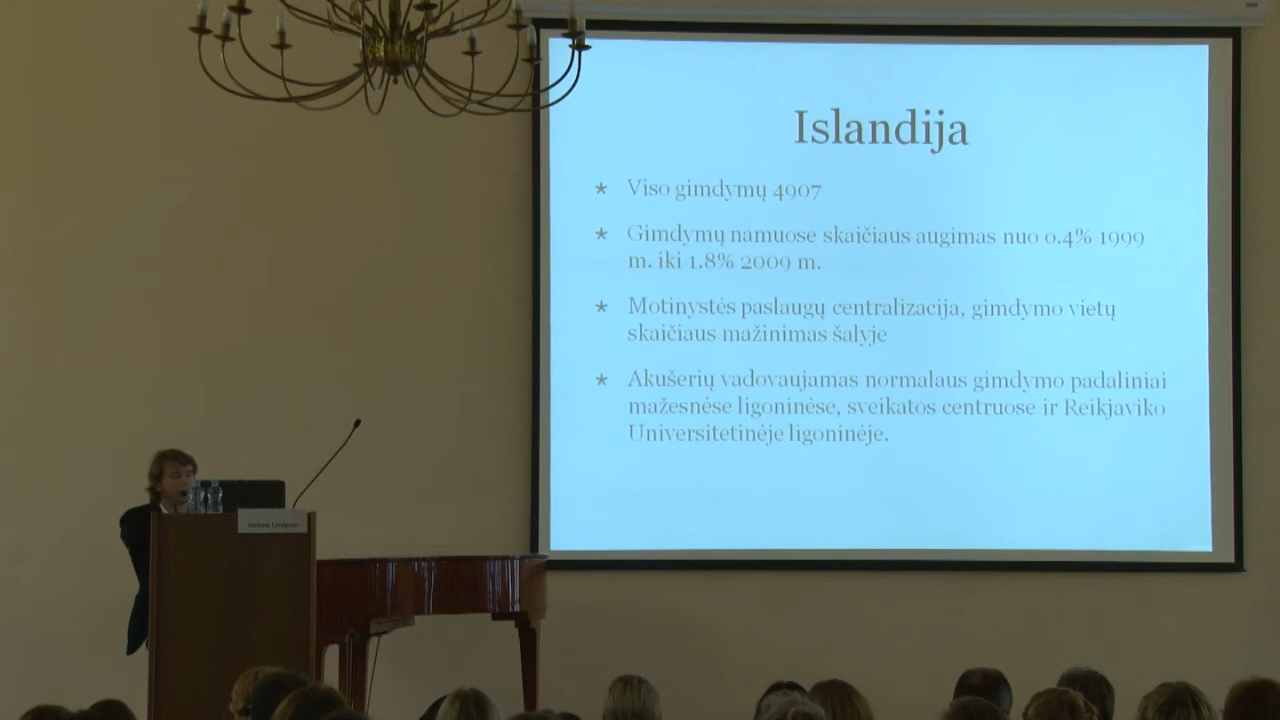 Islandija
* Viso gimdymų 4907
* Gimdymų namuose skaičiaus augimas nuo 0.4% 1999
m. iki 1.8% 2009 m.
* Motinystės paslaugų centralizacija, gimdymo vietų
skaičiaus mažinimas šalyje
* Akušerių vadovaujamas normalaus gimdymo padaliniai
mažesnėse ligoninėse, sveikatos centruose ir Reikjaviko
Universitetinėje ligoninėje.